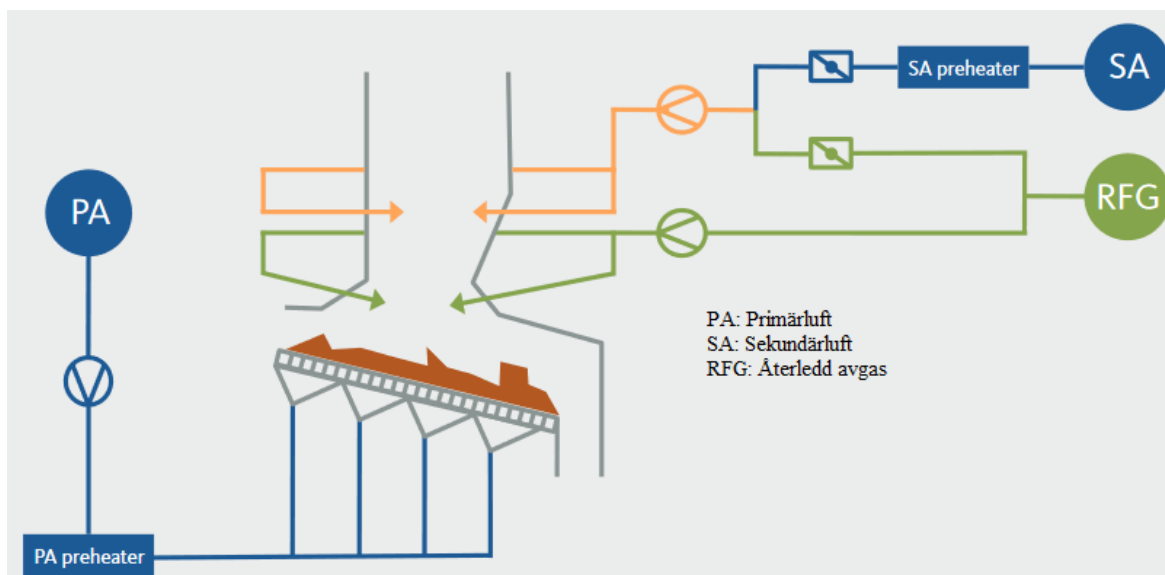 SA preheater
SA
PA
RFG
PA: Primärluft
SA: Sekundärluft
RFG: Återledd avgas
PA preheater